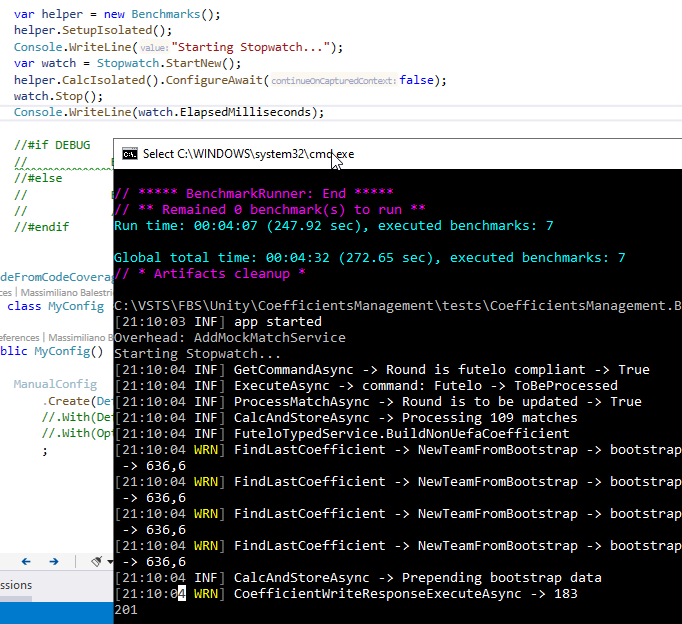 var helper = new Benchmarks();
helper.SetupIsolated();
Console.WriteLine(value:"Starting Stopwatch...");
var watch = Stopwatch.StartNew();
helper.CalcIsolated().ConfigureAwait(continueOnCapturedContext:false);
watch.Stop();
Console.WriteLine(watch.ElapsedMilliseconds);
//#if DEBUG
//
//#else
//
//
//#endif
deFromCodeCoverag
ces | Massimiliano Balestri
class MyConfig
eferences | Massimiliano B
blic MyConfig()
ManualConfig
.Create(De
//.With(De
//.With(Op
;
ssions
Select C:\WINDOWS\system32\cmd.exe
// ***** BenchmarkRunner: End *****
// ** Remained 0 benchmark(s) to run **
Run time: 00:04:07 (247.92 sec), executed benchmarks: 7
Global total time: 00:04:32 (272.65 sec), executed benchmarks: 7
// * Artifacts cleanup *
C:\VSTS\FBS\Unity\CoefficientsManagement\tests\CoefficientsManagement.B
[21:10:03 INF] app started
Overhead: AddMockMatchService
Starting Stopwatch...
[21:10:04 INF] GetCommandAsync -> Round is futelo compliant -> True
[21:10:04 INF] ExecuteAsync -> command: Futelo -> ToBeProcessed
[21:10:04 INF] ProcessMatchAsync -> Round is to be updated -> True
[21:10:04 INF] CalcAndStoreAsync -> Processing 109 matches
[21:10:04 INF] FuteloTypedService.BuildNonUefaCoefficient
[21:10:04 WRN] FindLastCoefficient -> NewTeamFromBootstrap -> bootstrap
-> 636,6
[21:10:04 WRN] FindLastCoefficient -> NewTeamFromBootstrap -> bootstrap
-> 636,6
[21:10:04 WRN] FindLastCoefficient -> NewTeamFromBootstrap -> bootstrap
-> 636,6
[21:10:04 WRN] FindLastCoefficient -> NewTeamFromBootstrap -> bootstrap
-> 636,6
[21:10:04 INF] CalcAndStoreAsync -> Prepending bootstrap data
[21:10:04 WRN] CoefficientWriteResponseExecuteAsync -> 183
201